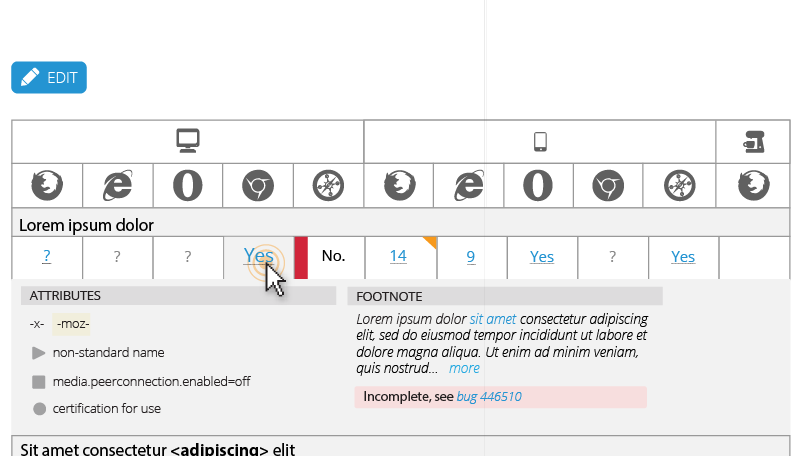 EDIT
Lorem ipsum dolor
? ? ? Yes No. 14 9 Yes ? Yes
ATTRIBUTES
-x- -moz-
non-standard name
media.peerconnection.enabled=off
certification for use
FOOTNOTE
Lorem ipsum dolor sit amet consectetur adipiscing
elit, sed do eiusmod tempor incididunt ut labore et
dolore magna aliqua. Ut enim ad minim veniam,
quis nostrud... more
Incomplete, see bug 446510
Sit amet consectetur <adipiscing> elit